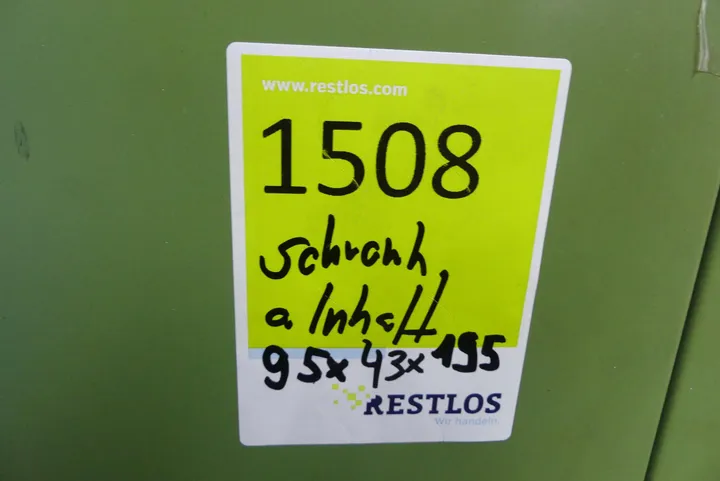 www.restlos.com
1508
Schrank,
a Inhalt
95x43x195
RESTLOS
Wir handeln.